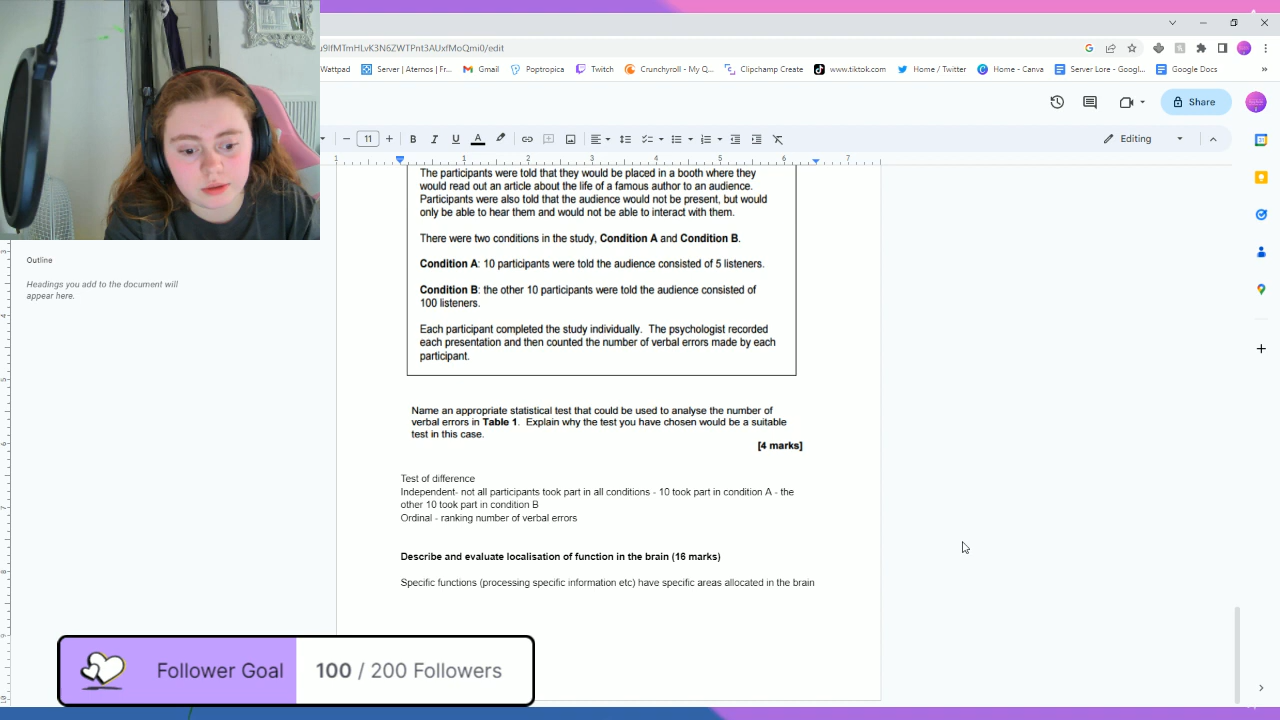 u9IfMTmHLvK3N6ZWTPnt3AUxfMoQmi0/edit
Wattpad Server | Aternos | Fr... Gmail Poptropica Twitch Crunchyroll - My Q... Clipchamp Create www.tiktok.com Home / Twitter Home - Canva Server Lore - Googl... Google Docs »
Share
11 B I U A Editing
1 1 2 3 4 5 6 7
Outline
Headings you add to the document will
appear here.
The participants were told that they would be placed in a booth where they
would read out an article about the life of a famous author to an audience.
Participants were also told that the audience would not be present, but would
only be able to hear them and would not be able to interact with them.
There were two conditions in the study, Condition A and Condition B.
Condition A: 10 participants were told the audience consisted of 5 listeners.
Condition B: the other 10 participants were told the audience consisted of
100 listeners.
Each participant completed the study individually. The psychologist recorded
each presentation and then counted the number of verbal errors made by each
participant.
Name an appropriate statistical test that could be used to analyse the number of
verbal errors in Table 1. Explain why the test you have chosen would be a suitable
test in this case.
[4 marks]
Test of difference
Independent- not all participants took part in all conditions - 10 took part in condition A - the
other 10 took part in condition B
Ordinal - ranking number of verbal errors
Describe and evaluate localisation of function in the brain (16 marks)
Specific functions (processing specific information etc) have specific areas allocated in the brain
Follower Goal 100 / 200 Followers